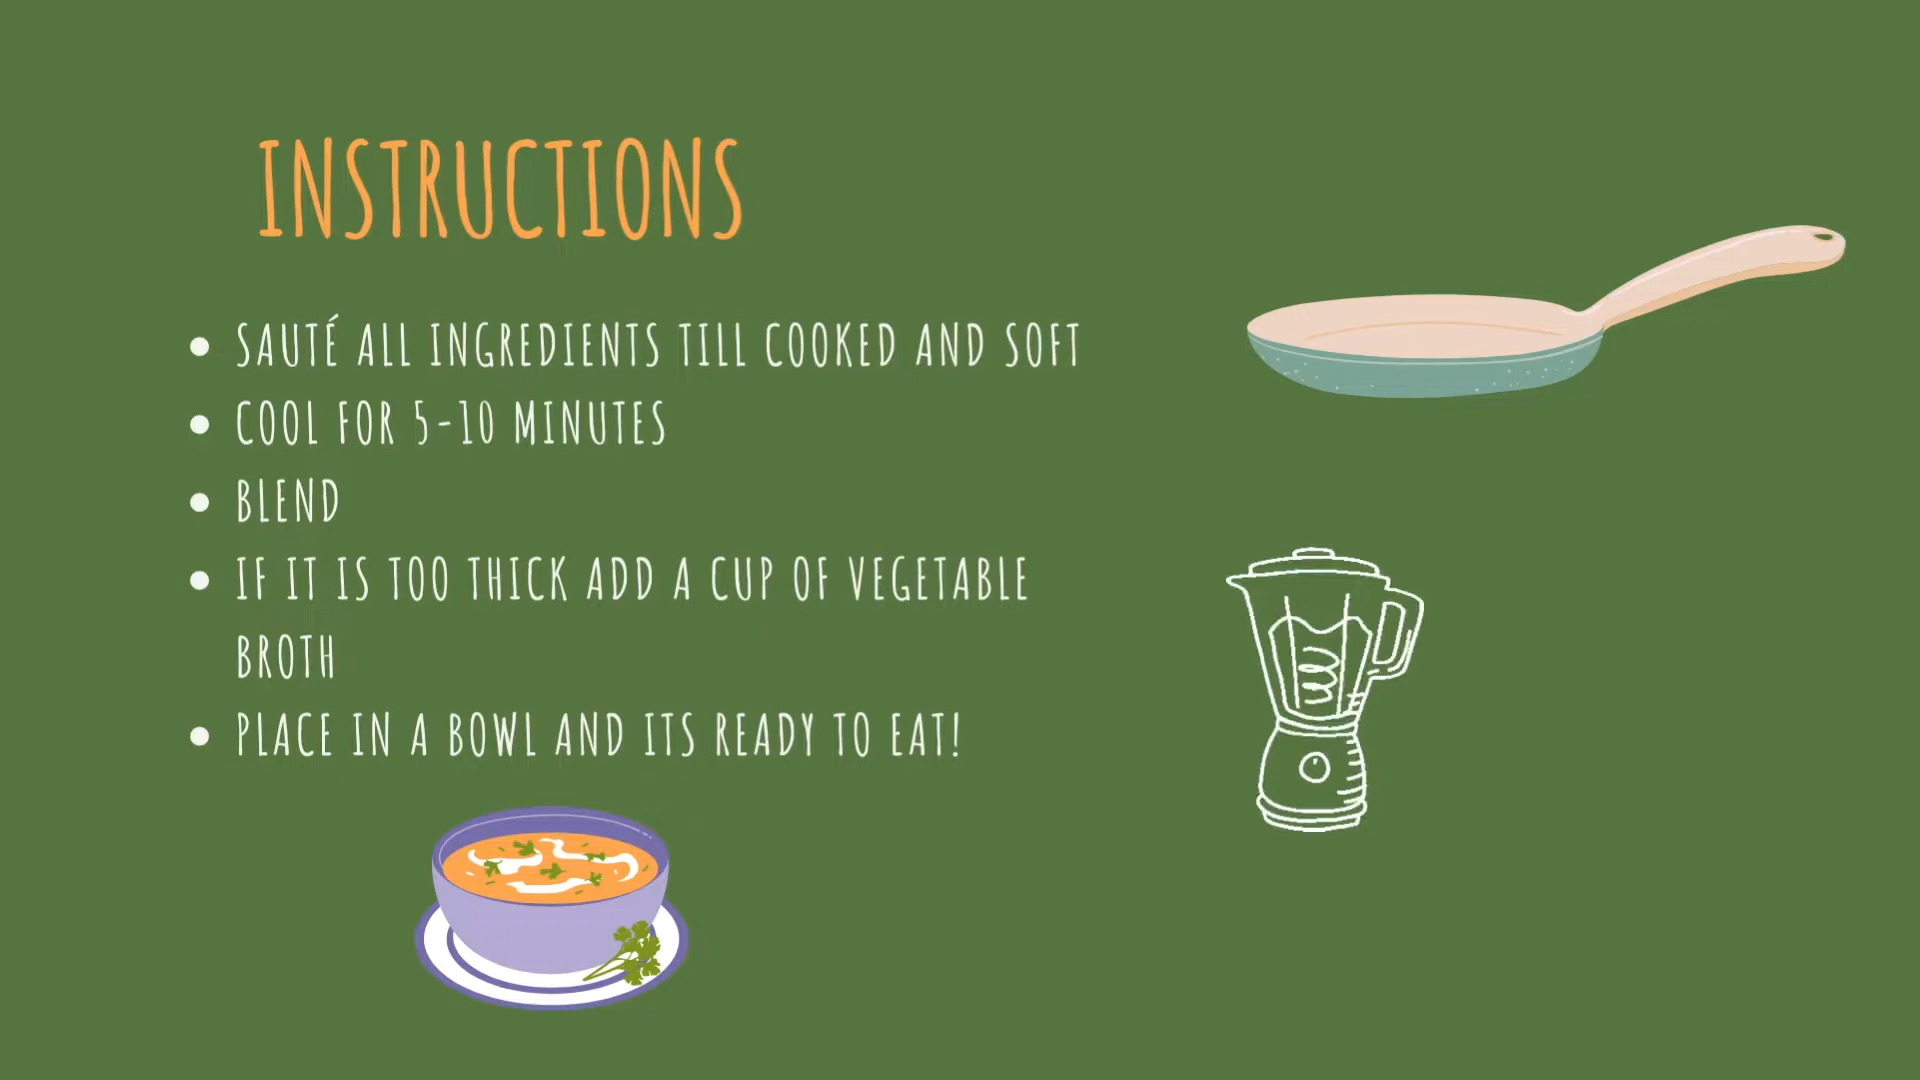 INSTRUCTIONS
• SAUTÉ ALL INGREDIENTS TILL COOKED AND SOFT
• COOL FOR 5-10 MINUTES
• BLEND
• IF IT IS TOO THICK ADD A CUP OF VEGETABLE
BROTH
• PLACE IN A BOWL AND ITS READY TO EAT!